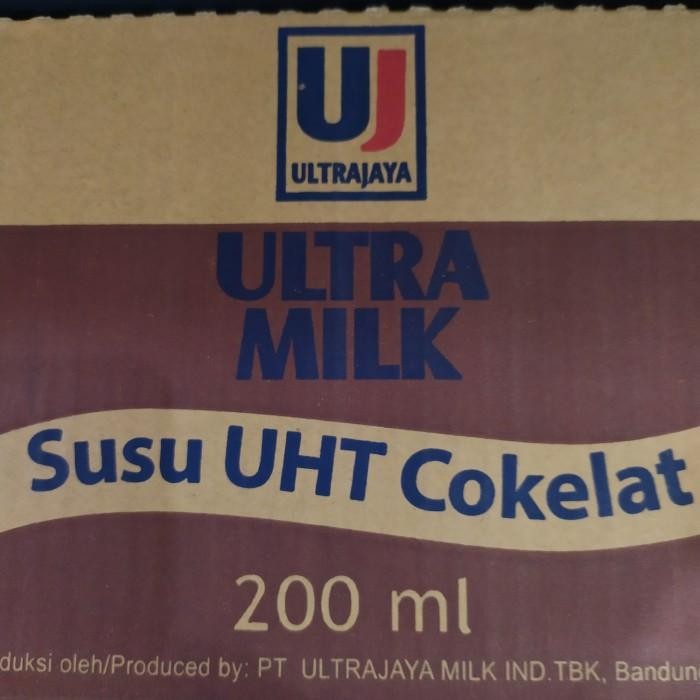 UJ
ULTRAJAYA
ULTRA
MILK
Susu UHT Cokelat
200 ml
duksi oleh/Produced by: PT ULTRAJAYA MILK IND.TBK, Bandun